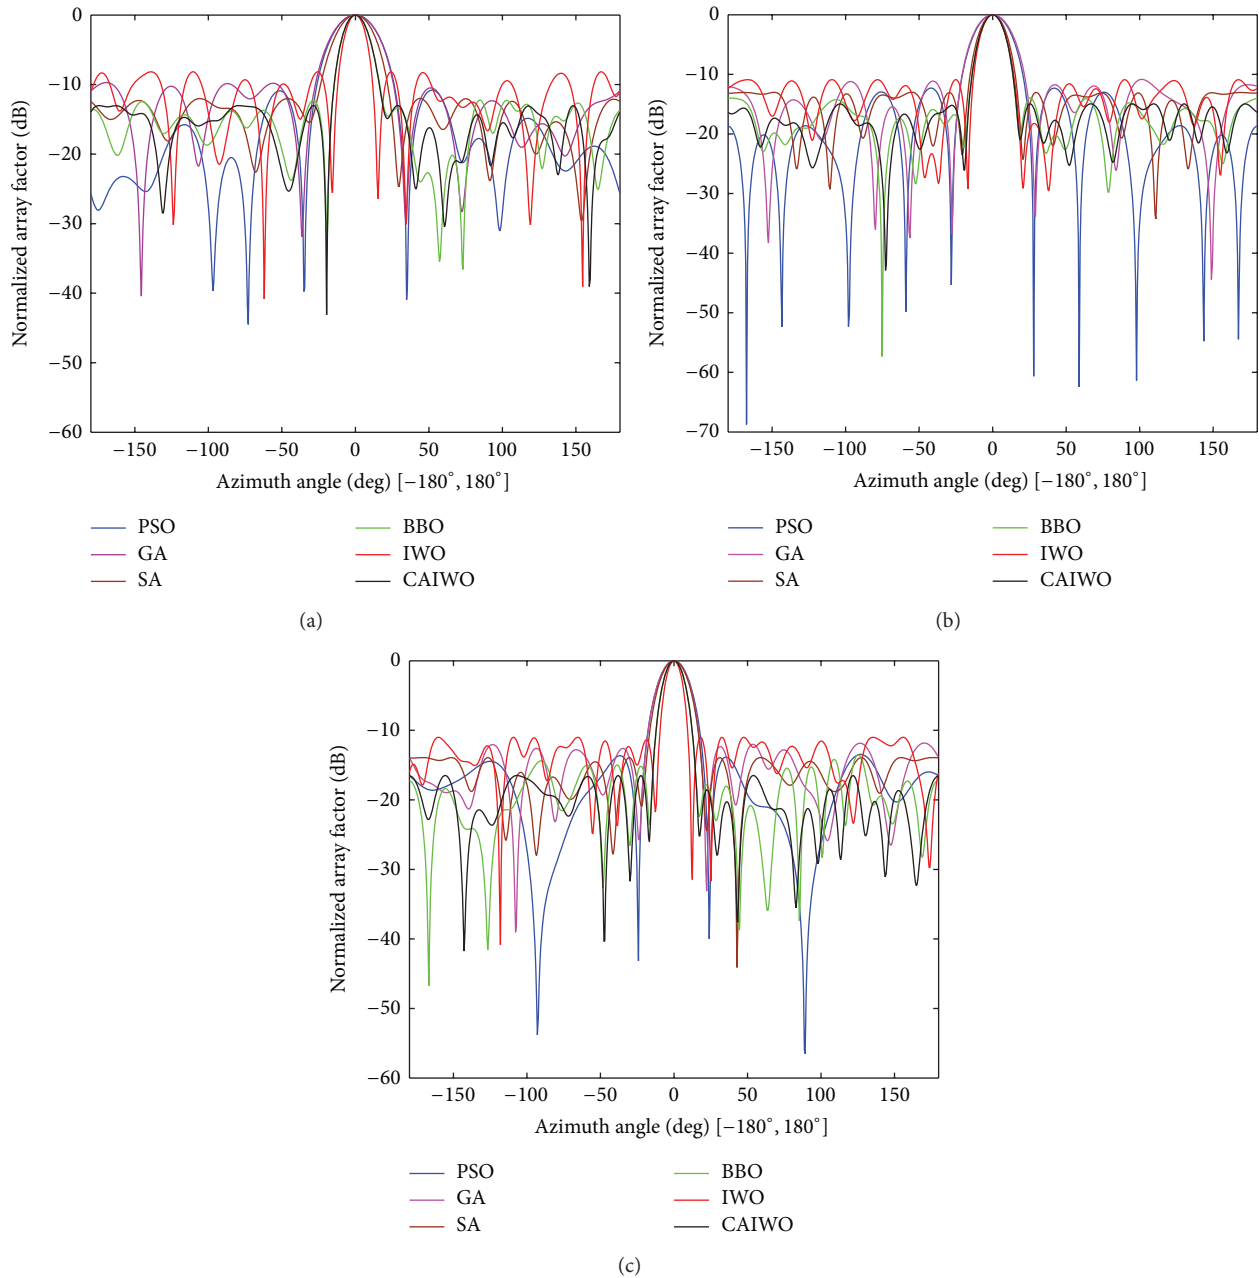 0
−10
−20
−30
−40
−50
−60
Normalized array factor (dB)
−150 −100 −50 0 50 100 150
Azimuth angle (deg) [−180°, 180°]
PSO BBO
GA IWO
SA CAIWO
(a)
0
−10
−20
−30
−40
−50
−60
−70
Normalized array factor (dB)
−150 −100 −50 0 50 100 150
Azimuth angle (deg) [−180°, 180°]
PSO BBO
GA IWO
SA CAIWO
(b)
0
−10
−20
−30
−40
−50
−60
Normalized array factor (dB)
−150 −100 −50 0 50 100 150
Azimuth angle (deg) [−180°, 180°]
PSO BBO
GA IWO
SA CAIWO
(c)